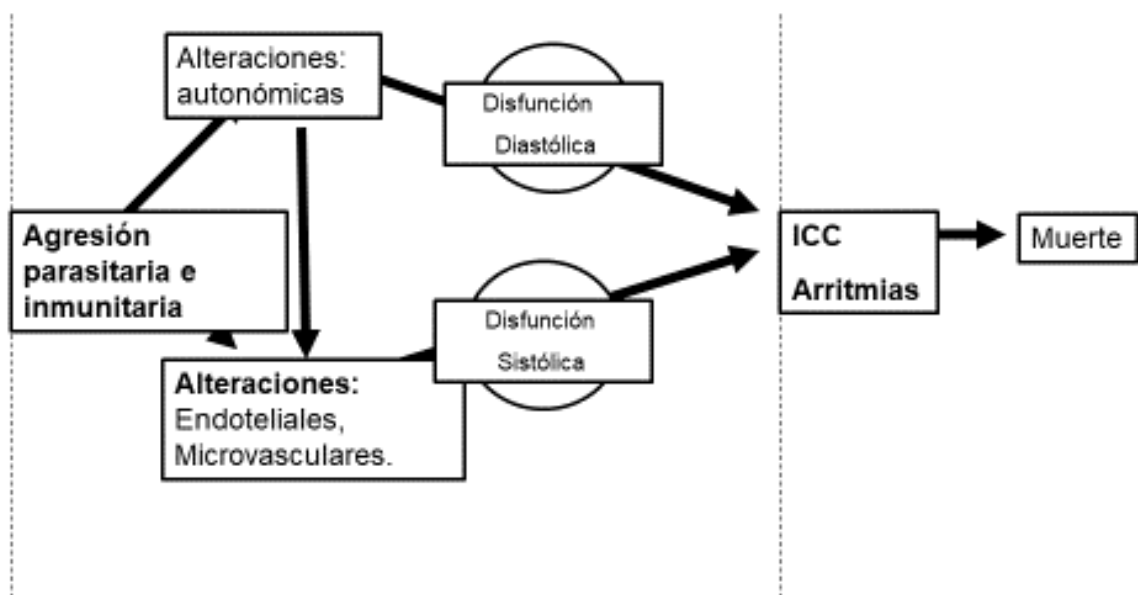 Alteraciones:
autonómicas
Disfunción
Diastólica
Agresión
parasitaria e
inmunitaria
ICC
Arritmias
Muerte
Disfunción
Sistólica
Alteraciones:
Endoteliales,
Microvasculares.